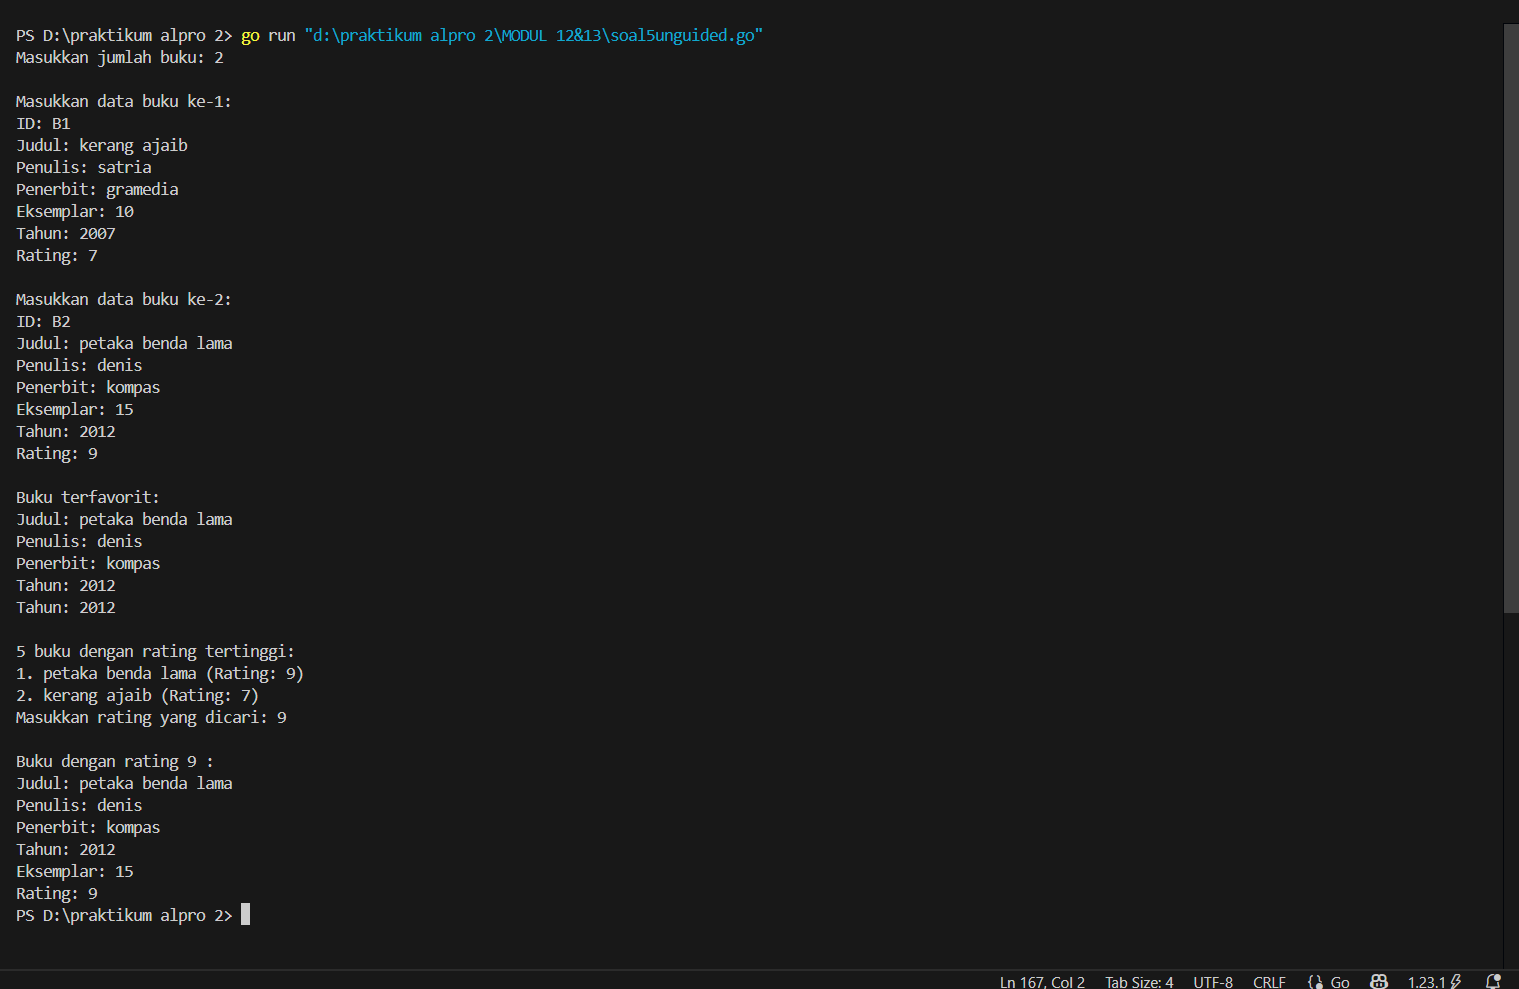 PS D:\praktikum alpro 2> go run "d:\praktikum alpro 2\MODUL 12&13\soal5unguided.go"
Masukkan jumlah buku: 2
Masukkan data buku ke-1:
ID: B1
Judul: kerang ajaib
Penulis: satria
Penerbit: gramedia
Eksemplar: 10
Tahun: 2007
Rating: 7
Masukkan data buku ke-2:
ID: B2
Judul: petaka benda lama
Penulis: denis
Penerbit: kompas
Eksemplar: 15
Tahun: 2012
Rating: 9
Buku terfavorit:
Judul: petaka benda lama
Penulis: denis
Penerbit: kompas
Tahun: 2012
Tahun: 2012
5 buku dengan rating tertinggi:
1. petaka benda lama (Rating: 9)
2. kerang ajaib (Rating: 7)
Masukkan rating yang dicari: 9
Buku dengan rating 9 :
Judul: petaka benda lama
Penulis: denis
Penerbit: kompas
Tahun: 2012
Eksemplar: 15
Rating: 9
PS D:\praktikum alpro 2>
Ln 167, Col 2 Tab Size: 4 UTF-8 CRLF Go 1.23.1